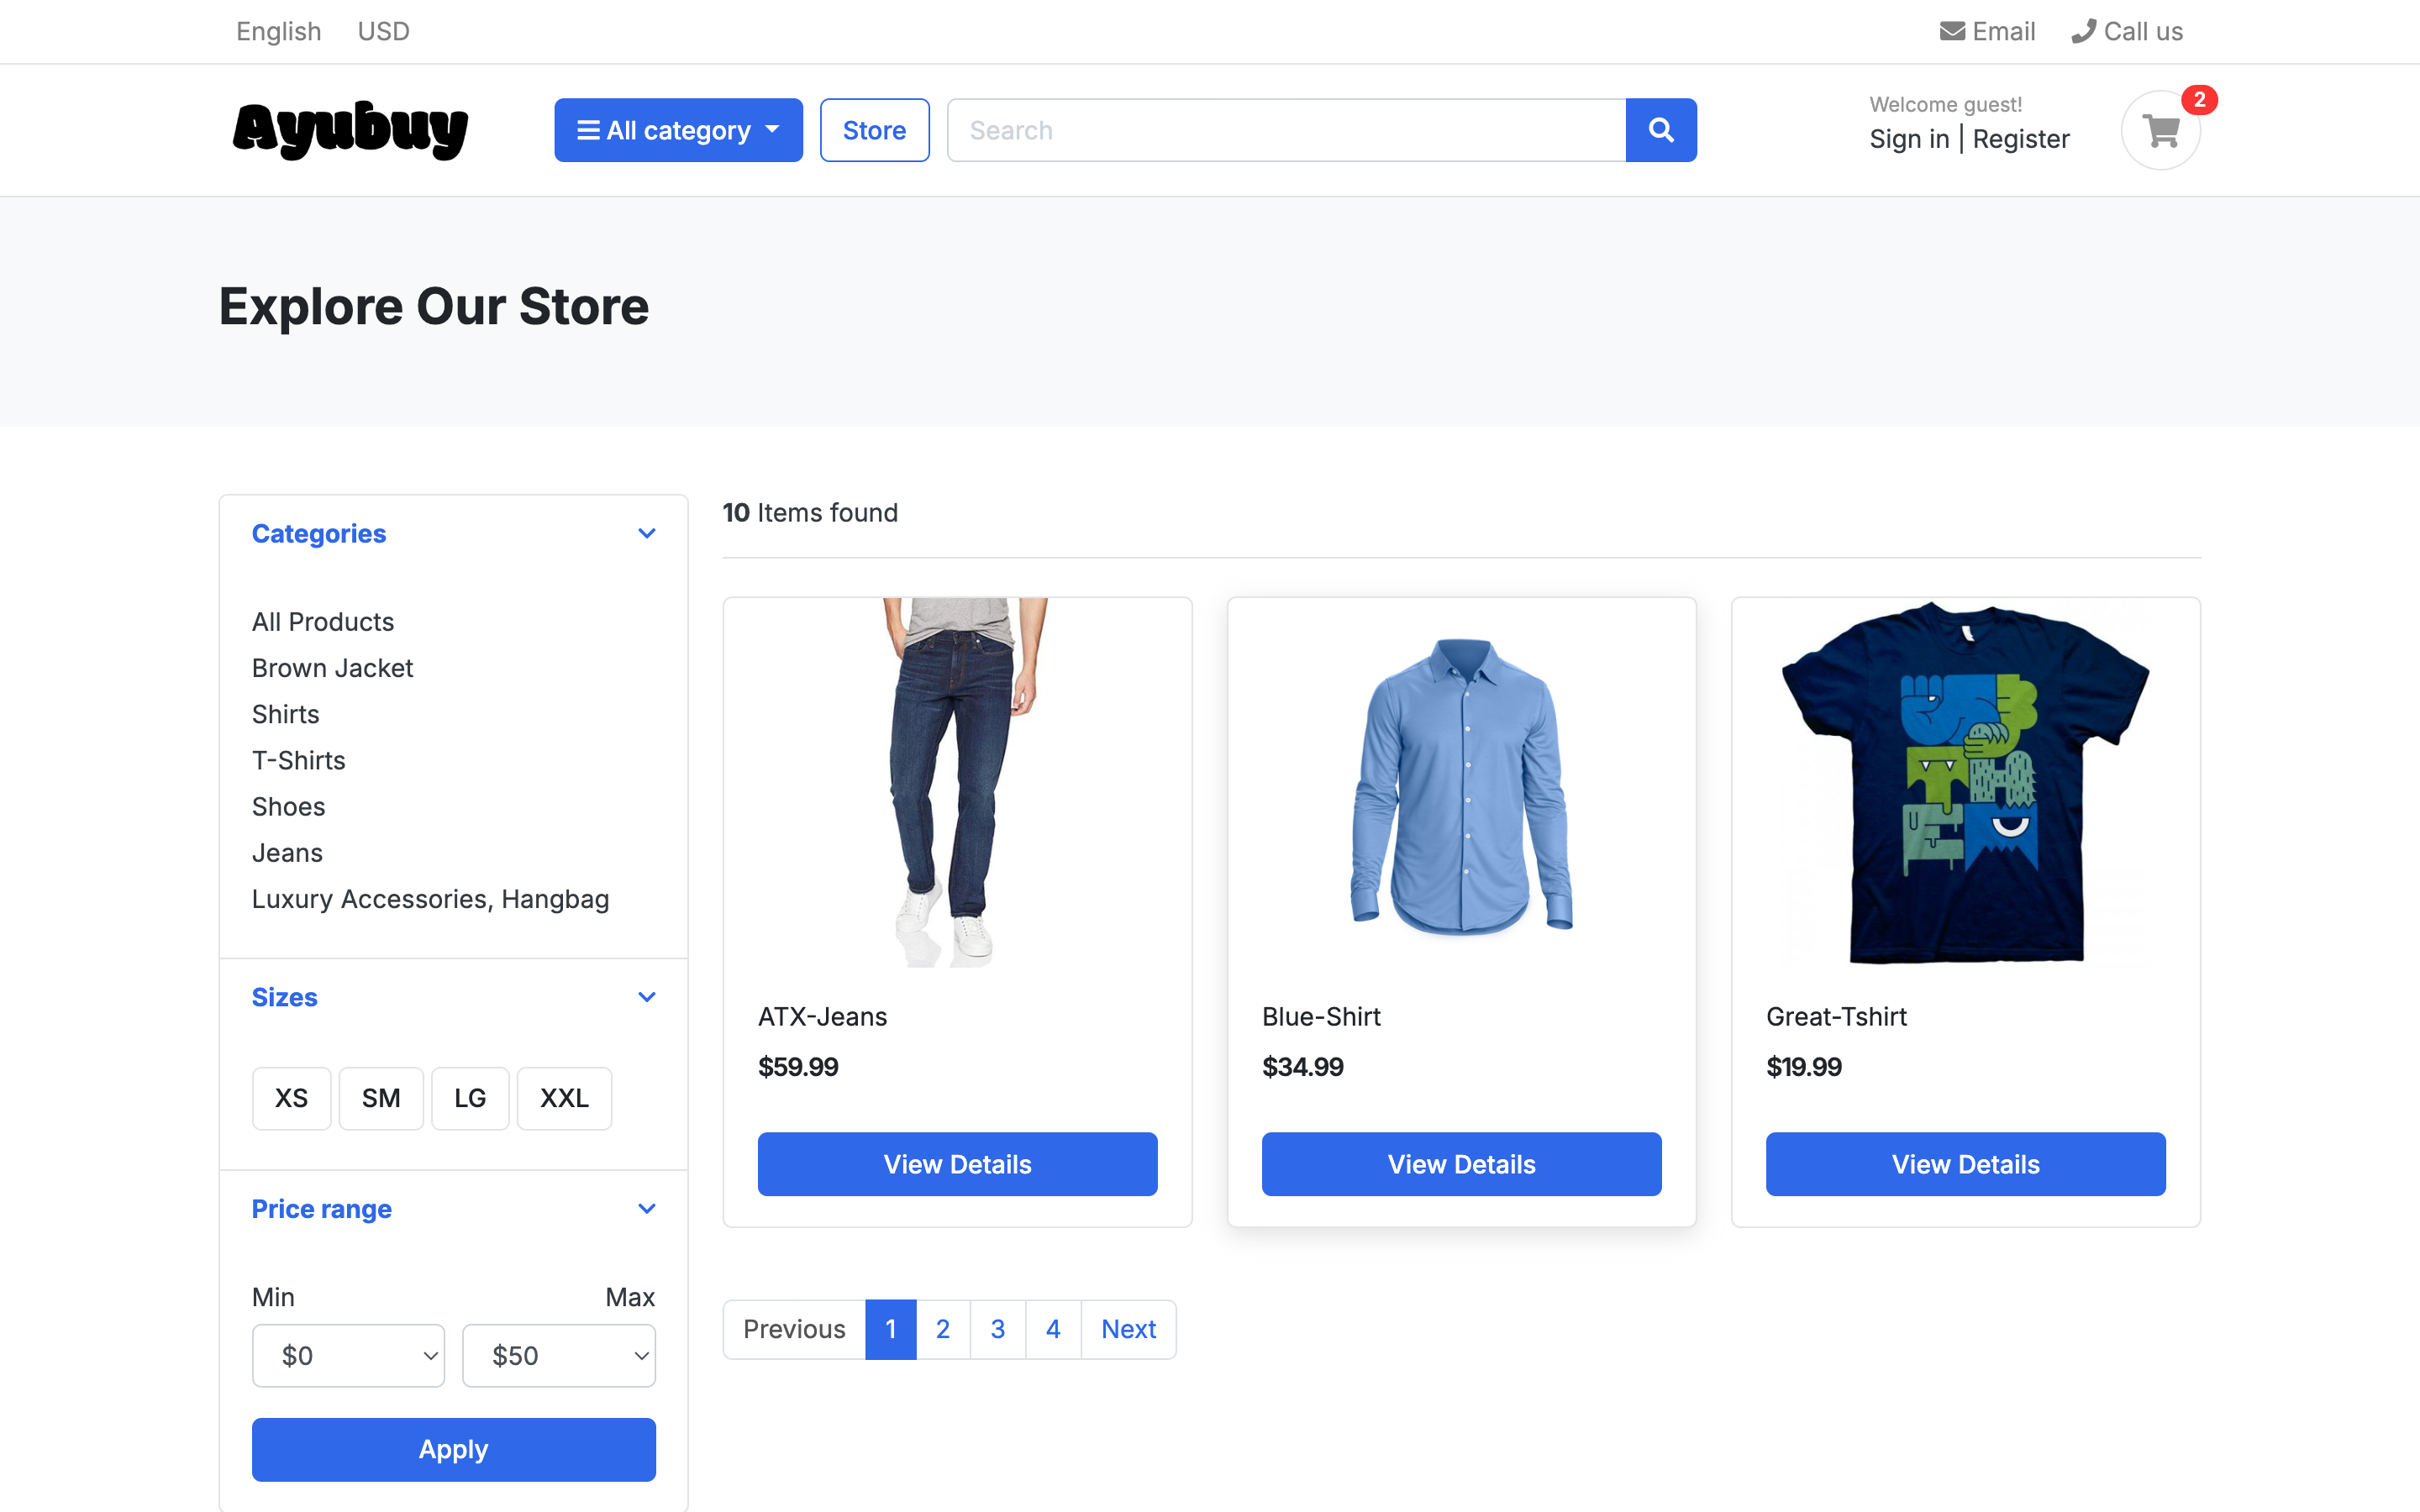 English USD Email Call us
Ayubuy
All category Store Search
Welcome guest!
Sign in | Register
2
Explore Our Store
Categories
All Products
Brown Jacket
Shirts
T-Shirts
Shoes
Jeans
Luxury Accessories, Hangbag
Sizes
XS SM LG XXL
Price range
Min Max
$0 $50
Apply
10 Items found
ATX-Jeans
$59.99
View Details
Blue-Shirt
$34.99
View Details
Great-Tshirt
$19.99
View Details
Previous 1 2 3 4 Next